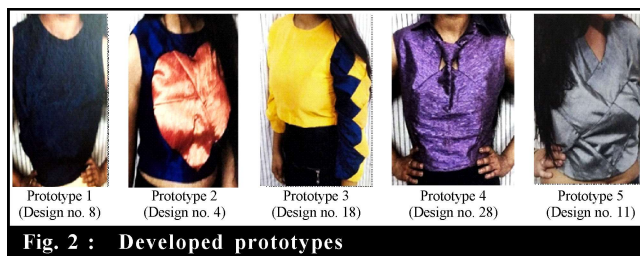 Prototype 1
(Design no. 8)
Prototype 2
(Design no. 4)
Prototype 3
(Design no. 18)
Prototype 4
(Design no. 28)
Prototype 5
(Design no. 11)
Fig. 2 : Developed prototypes